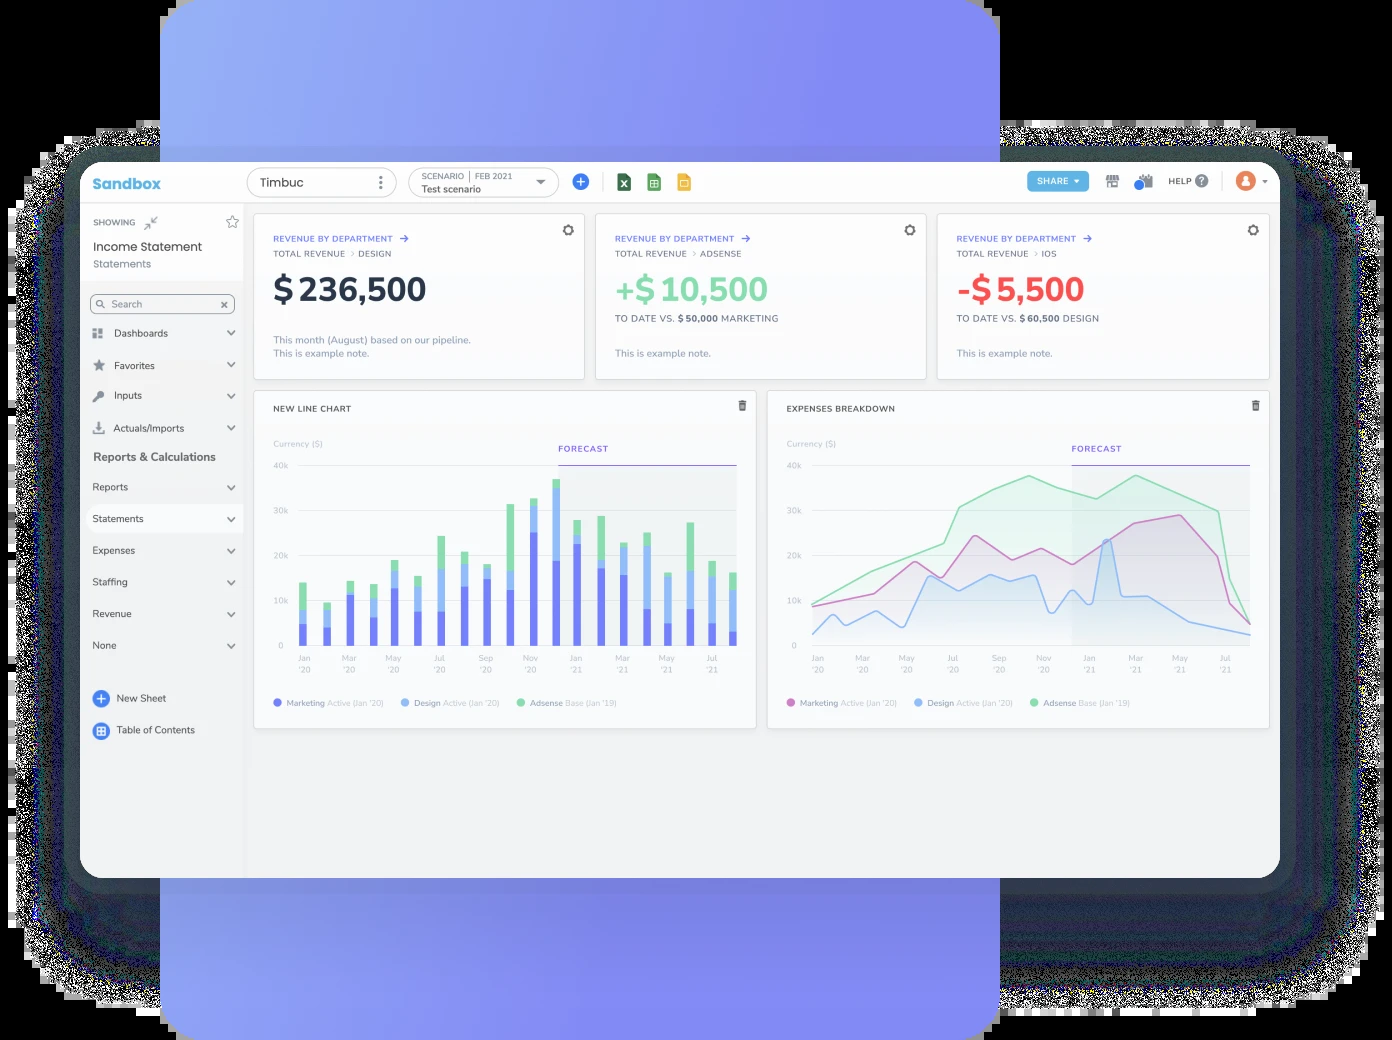 Sandbox
Timbuc
SCENARIO | FEB 2021
Test scenario
SHARE
HELP
SHOWING
Income Statement
Statements
Search
Dashboards
Favorites
Inputs
Actuals/Imports
Reports & Calculations
Reports
Statements
Expenses
Staffing
Revenue
None
New Sheet
Table of Contents
REVENUE BY DEPARTMENT
TOTAL REVENUE > DESIGN
$236,500
This month (August) based on our pipeline.
This is example note.
REVENUE BY DEPARTMENT
TOTAL REVENUE > ADSENSE
+$10,500
TO DATE VS. $50,000 MARKETING
This is example note.
REVENUE BY DEPARTMENT
TOTAL REVENUE > IOS
-$5,500
TO DATE VS. $60,500 DESIGN
This is example note.
NEW LINE CHART
Currency ($)
FORECAST
40k
30k
20k
10k
0
Jan '20
Mar '20
May '20
Jul '20
Sep '20
Nov '20
Jan '21
Mar '21
May '21
Jul '21
Marketing Active (Jan '20)
Design Active (Jan '20)
Adsense Base (Jan '19)
EXPENSES BREAKDOWN
Currency ($)
FORECAST
40k
30k
20k
10k
0
Jan '20
Mar '20
May '20
Jul '20
Sep '20
Nov '20
Jan '21
Mar '21
May '21
Jul '21
Marketing Active (Jan '20)
Design Active (Jan '20)
Adsense Base (Jan '19)